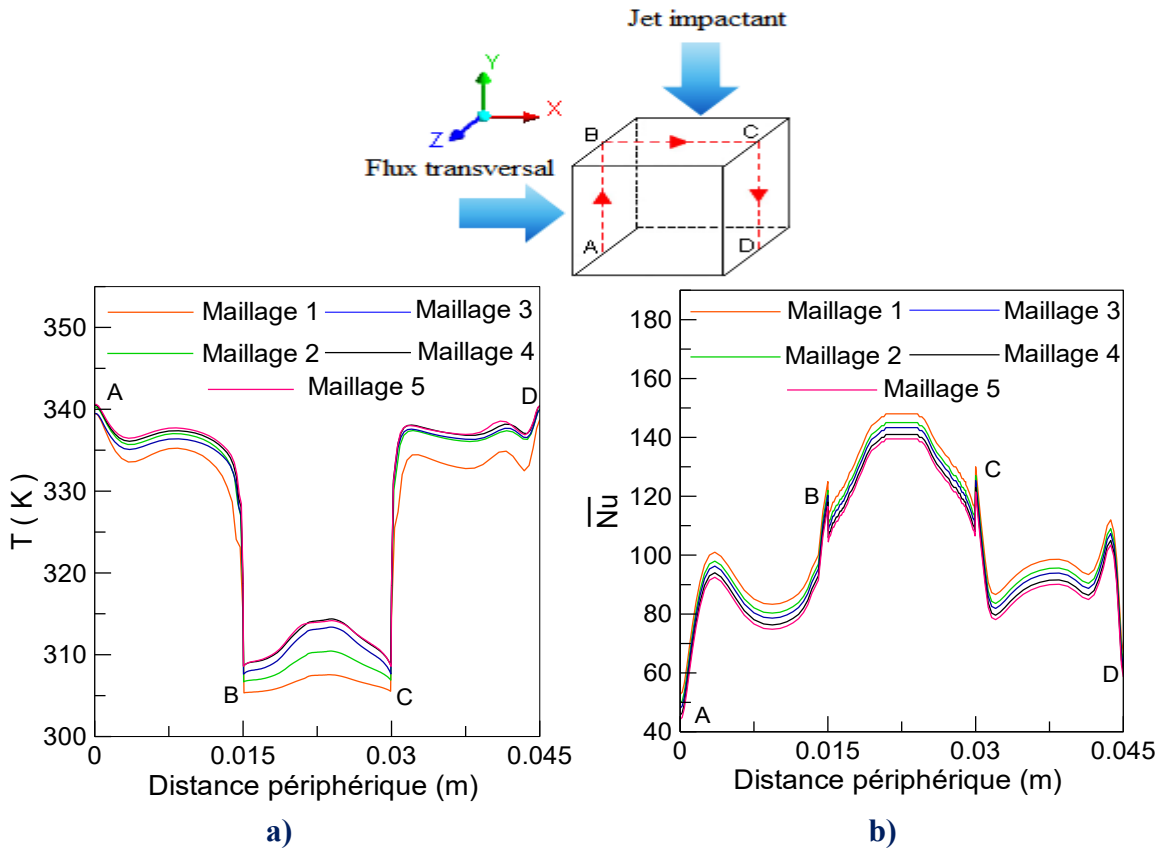 Jet impactant
Y
X
Z
B
C
Flux transversal
A
D
Maillage 1
Maillage 3
Maillage 2
Maillage 4
Maillage 5
A
D
B
C
350
340
330
320
310
300
T ( K )
0
0.015
0.03
0.045
Distance périphérique (m)
a)
Maillage 1
Maillage 3
Maillage 2
Maillage 4
Maillage 5
B
C
A
D
180
160
140
120
100
80
60
40
Nu
0
0.015
0.03
0.045
Distance périphérique (m)
b)